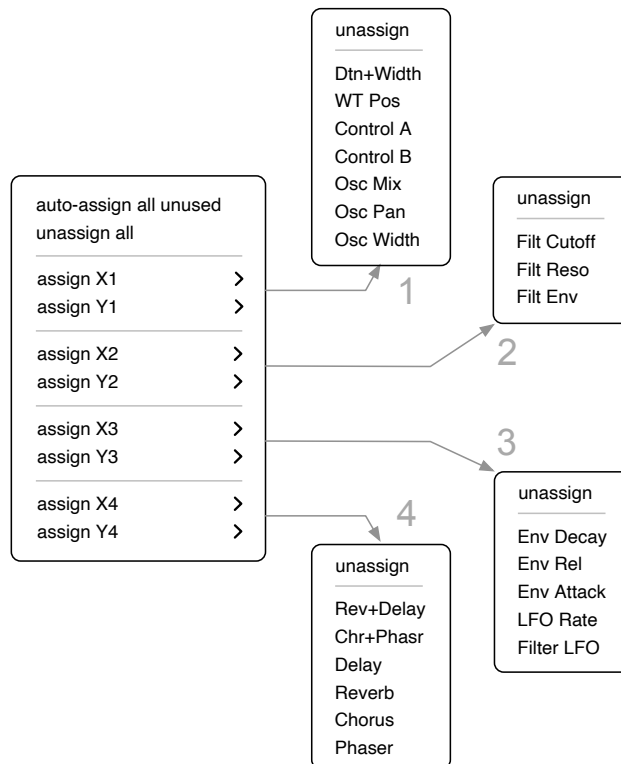 unassign
Dtn+Width
WT Pos
Control A
Control B
Osc Mix
Osc Pan
Osc Width
1
auto-assign all unused
unassign all
assign X1
assign Y1
assign X2
assign Y2
assign X3
assign Y3
assign X4
assign Y4
unassign
Filt Cutoff
Filt Reso
Filt Env
2
3
unassign
Env Decay
Env Rel
Env Attack
LFO Rate
Filter LFO
4
unassign
Rev+Delay
Chr+Phasr
Delay
Reverb
Chorus
Phaser